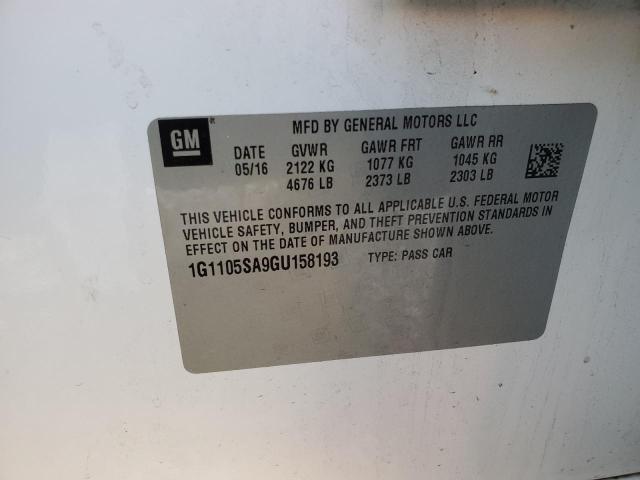 GM
MFD BY GENERAL MOTORS LLC
DATE GVWR GAWR FRT GAWR RR
05/16 2122 KG 1077 KG 1045 KG
4676 LB 2373 LB 2303 LB
THIS VEHICLE CONFORMS TO ALL APPLICABLE U.S. FEDERAL MOTOR
VEHICLE SAFETY, BUMPER, AND THEFT PREVENTION STANDARDS IN
EFFECT ON THE DATE OF MANUFACTURE SHOWN ABOVE.
1G1105SA9GU158193 TYPE: PASS CAR